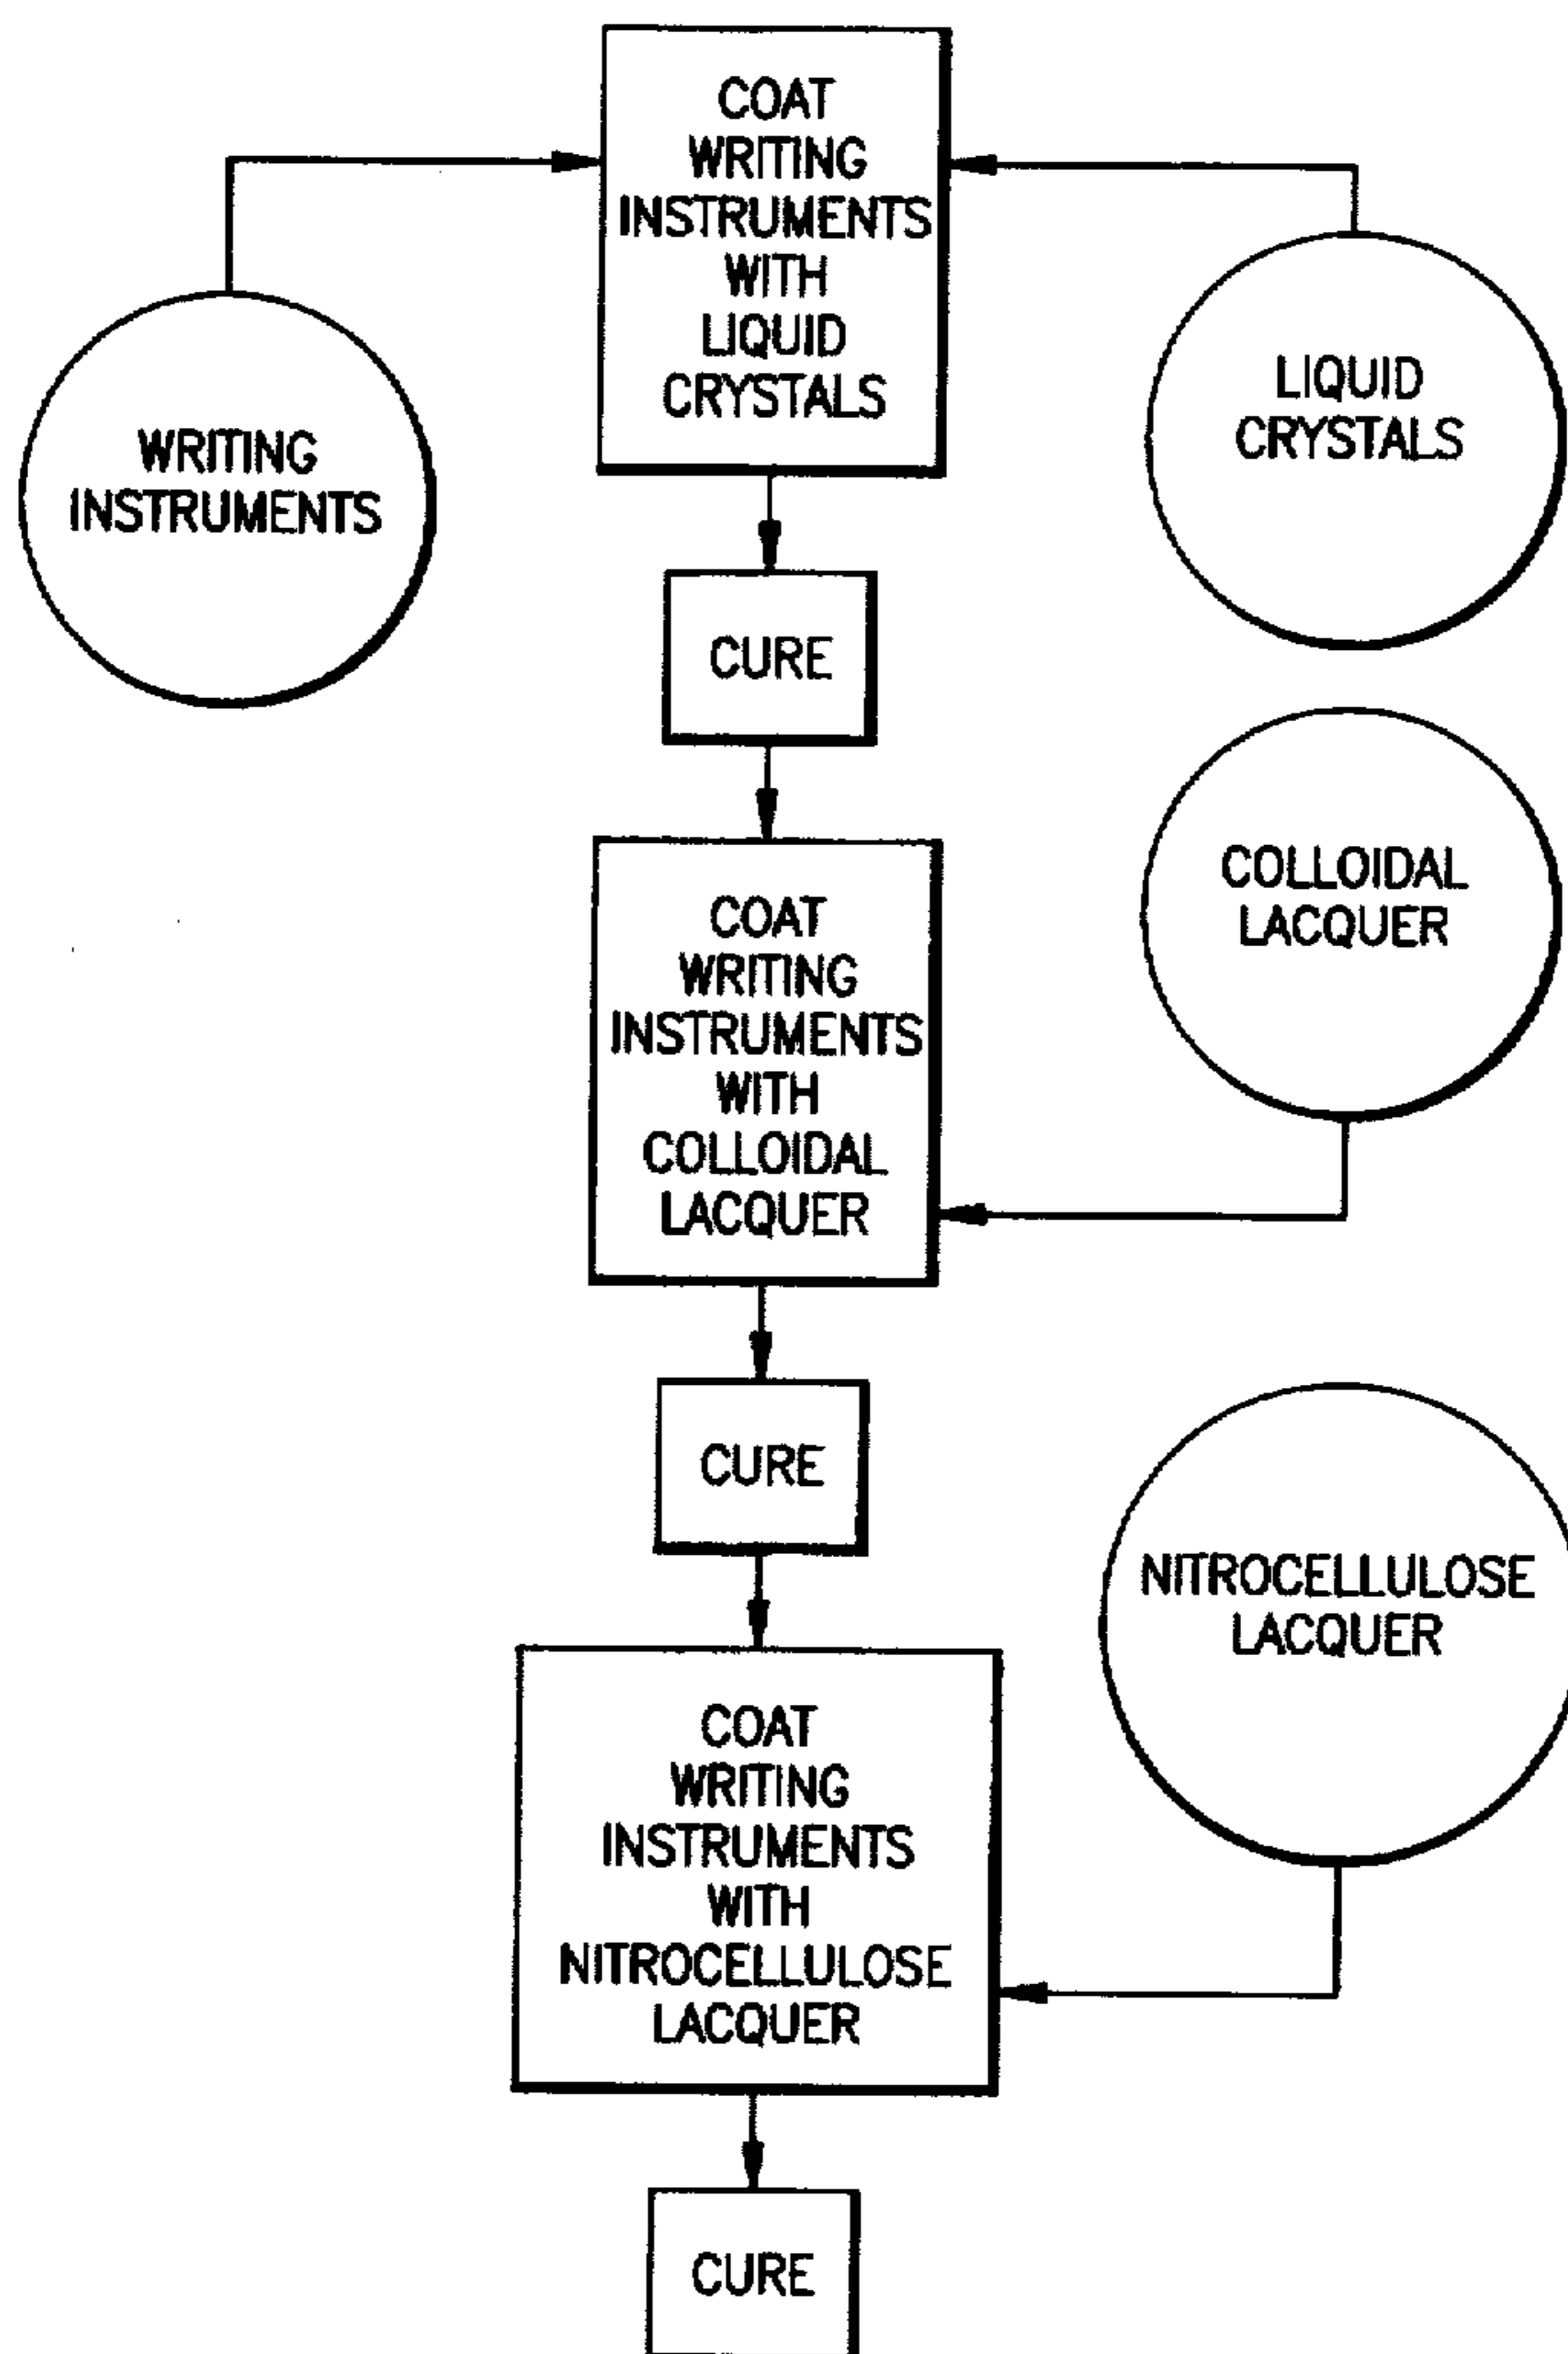 COAT
WRITING
INSTRUMENTS
WITH
LIQUID
CRYSTALS
WRITING
INSTRUMENTS
LIQUID
CRYSTALS
CURE
COLLOIDAL
LACQUER
COAT
WRITING
INSTRUMENTS
WITH
COLLOIDAL
LACQUER
CURE
NITROCELLULOSE
LACQUER
COAT
WRITING
INSTRUMENTS
WITH
NITROCELLULOSE
LACQUER
CURE